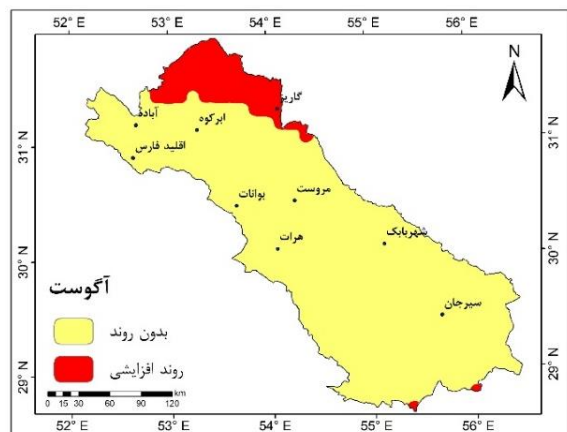 52°E 53°E 54°E 55°E 56°E
N
گاریز
آباده
ابرکوه
اقلید فارس
31°N 31°N
مروست
بوانات
شهربابک
هرات
30°N 30°N
آگوست
سیرجان
بدون روند
روند افزایشی
29°N 29°N
km
0 15 30 60 90 120
52°E 53°E 54°E 55°E 56°E